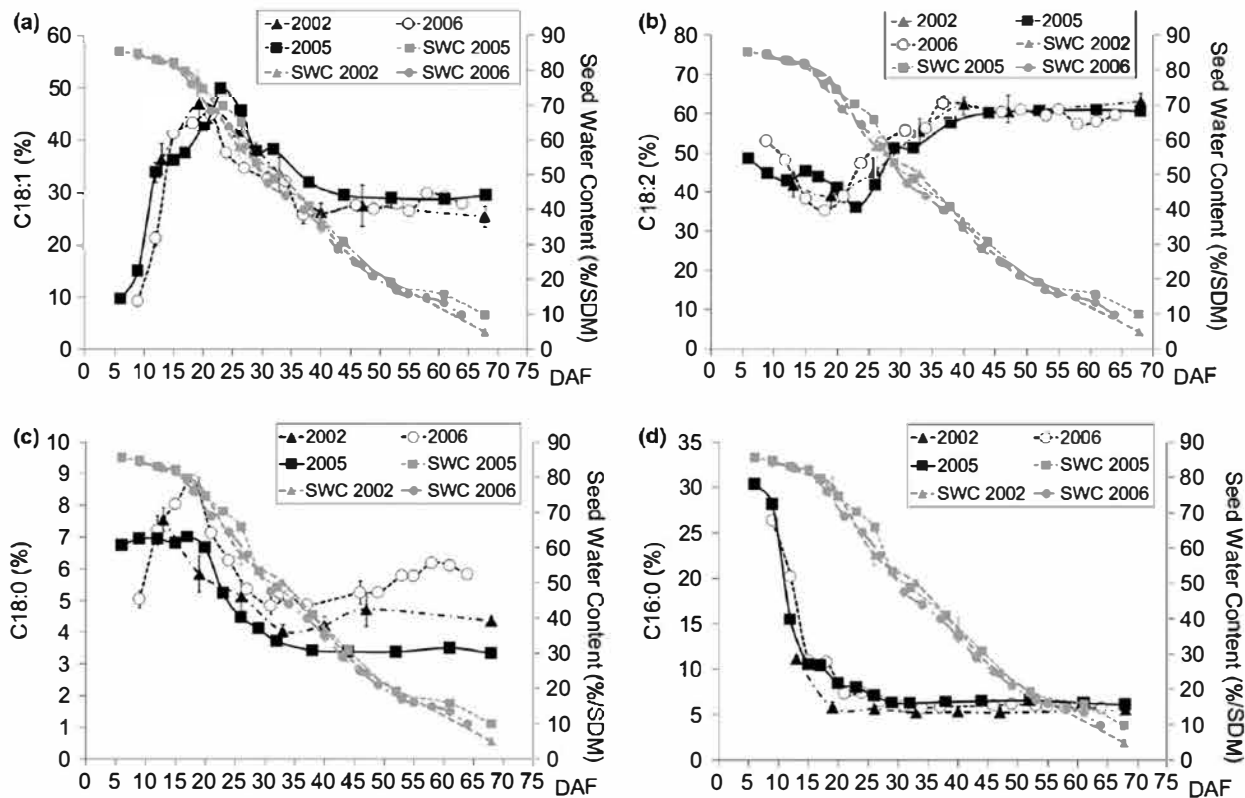 (a)
2002
2006
2005
SWC 2005
SWC 2002
SWC 2006
C18:1 (%)
60
50
40
30
20
10
0
90
80
70
60
50
40
30
20
10
0
Seed Water Content (%/SDM)
0 5 10 15 20 25 30 35 40 45 50 55 60 65 70 75
DAF
(b)
2002
2005
2006
SWC 2002
SWC 2005
SWC 2006
C18:2 (%)
80
70
60
50
40
30
20
10
0
90
80
70
60
50
40
30
20
10
0
Seed Water Content (%/SDM)
0 5 10 15 20 25 30 35 40 45 50 55 60 65 70
DAF
(c)
2002
2006
2005
SWC 2005
SWC 2002
SWC 2006
C18:0 (%)
10
9
8
7
6
5
4
3
2
1
0
90
80
70
60
50
40
30
20
10
0
Seed Water Content (%/SDM)
0 5 10 15 20 25 30 35 40 45 50 55 60 65 70 75
DAF
(d)
2002
2006
2005
SWC 2005
SWC 2002
SWC 2006
C16:0 (%)
35
30
25
20
15
10
5
0
90
80
70
60
50
40
30
20
10
0
Seed Water Content (%/SDM)
0 5 10 15 20 25 30 35 40 45 50 55 60 65 70 75
DAF